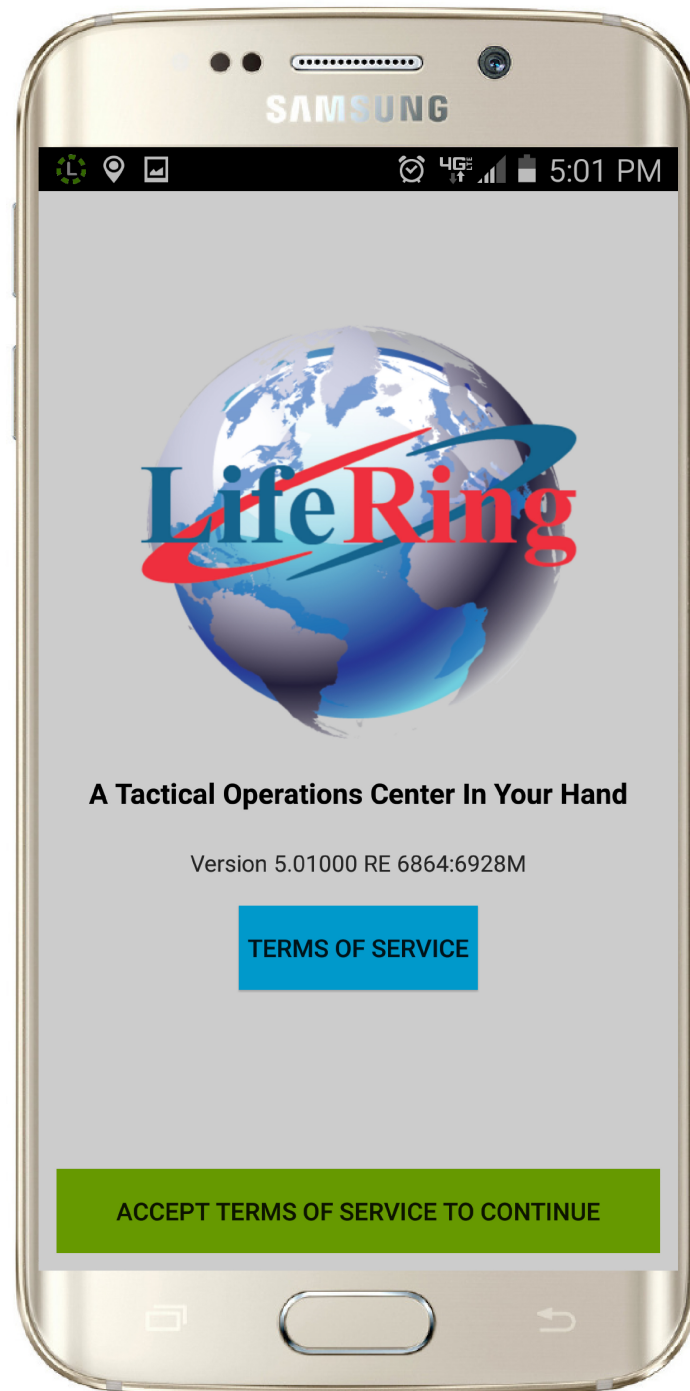 SAMSUNG
L 4G LTE 5:01 PM
LifeRing
A Tactical Operations Center In Your Hand
Version 5.01000 RE 6864:6928M
TERMS OF SERVICE
ACCEPT TERMS OF SERVICE TO CONTINUE